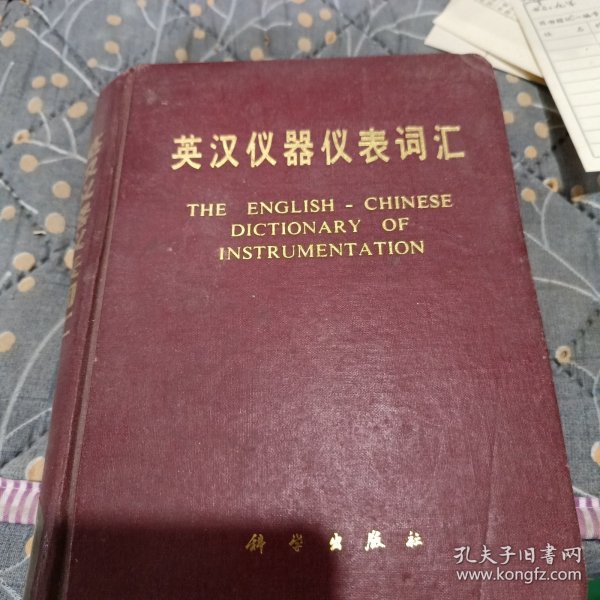 英汉仪器仪表词汇
THE ENGLISH - CHINESE
DICTIONARY OF
INSTRUMENTATION
科学出版社
孔夫子旧书网
www.kongfz.com